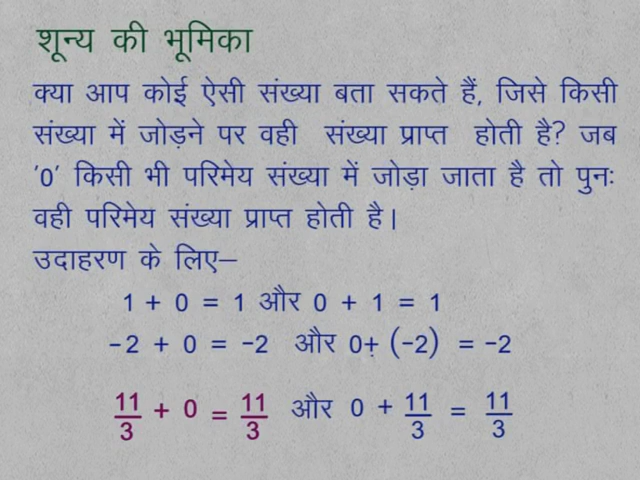 शून्य की भूमिका
क्या आप कोई ऐसी संख्या बता सकते हैं, जिसे किसी
संख्या में जोड़ने पर वही संख्या प्राप्त होती है? जब
'0' किसी भी परिमेय संख्या में जोड़ा जाता है तो पुनः
वही परिमेय संख्या प्राप्त होती है।
उदाहरण के लिए–
1 + 0 = 1 और 0 + 1 = 1
-2 + 0 = -2 और 0+ (-2) = -2
11/3 + 0 = 11/3 और 0 + 11/3 = 11/3